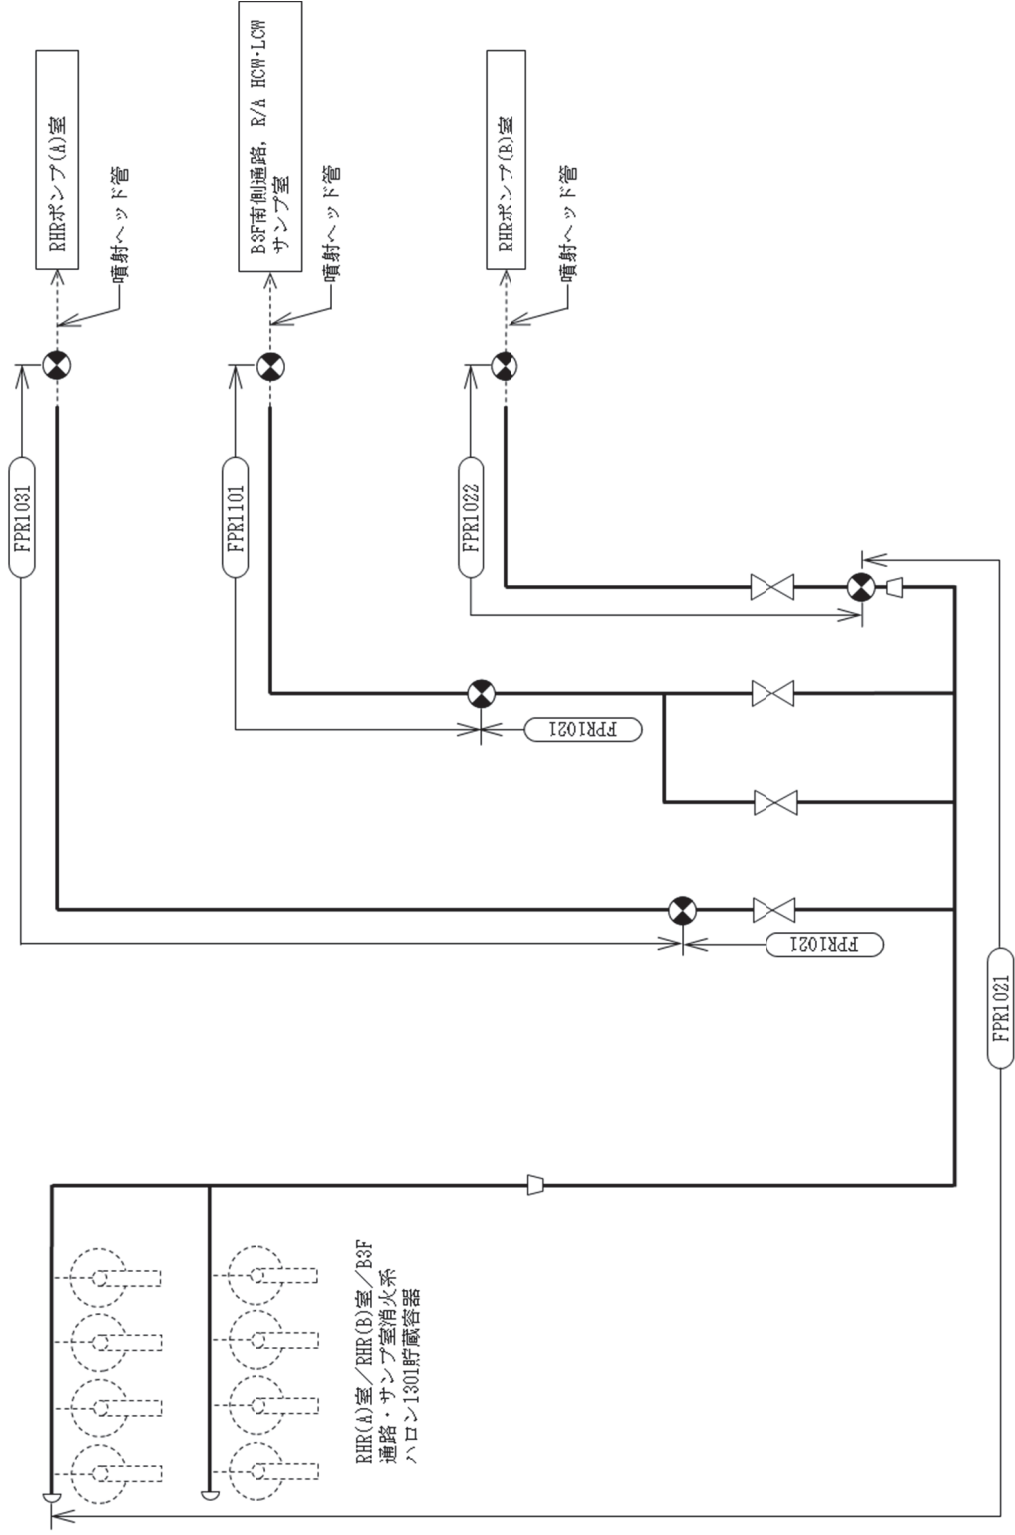 RHRポンプ(A)室
噴射ヘッド管
FPR1031
B3F南側通路，R/A HCW・LCW
サンプ室
噴射ヘッド管
FPR1101
RHRポンプ(B)室
噴射ヘッド管
FPR1022
FPR1021
FPR1021
FPR1021
RHR(A)室／RHR(B)室／B3F
通路・サンプ室消火系
ハロン1301貯蔵容器